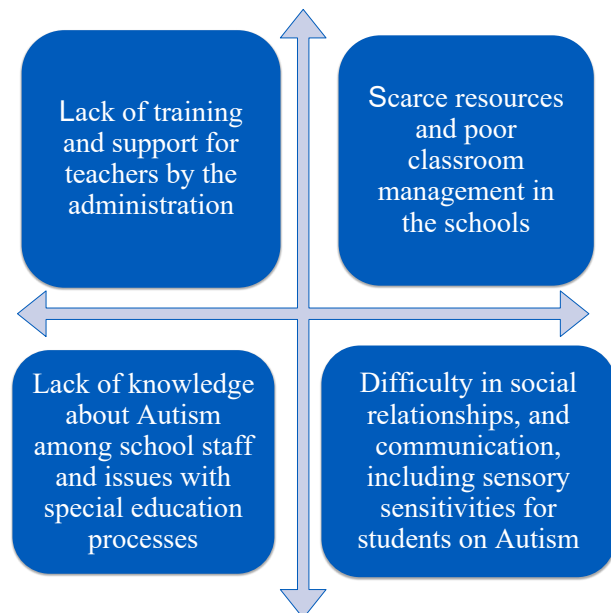 Lack of training
and support for
teachers by the
administration
Scarce resources
and poor
classroom
management in
the schools
Lack of knowledge
about Autism
among school staff
and issues with
special education
processes
Difficulty in social
relationships, and
communication,
including sensory
sensitivities for
students on Autism